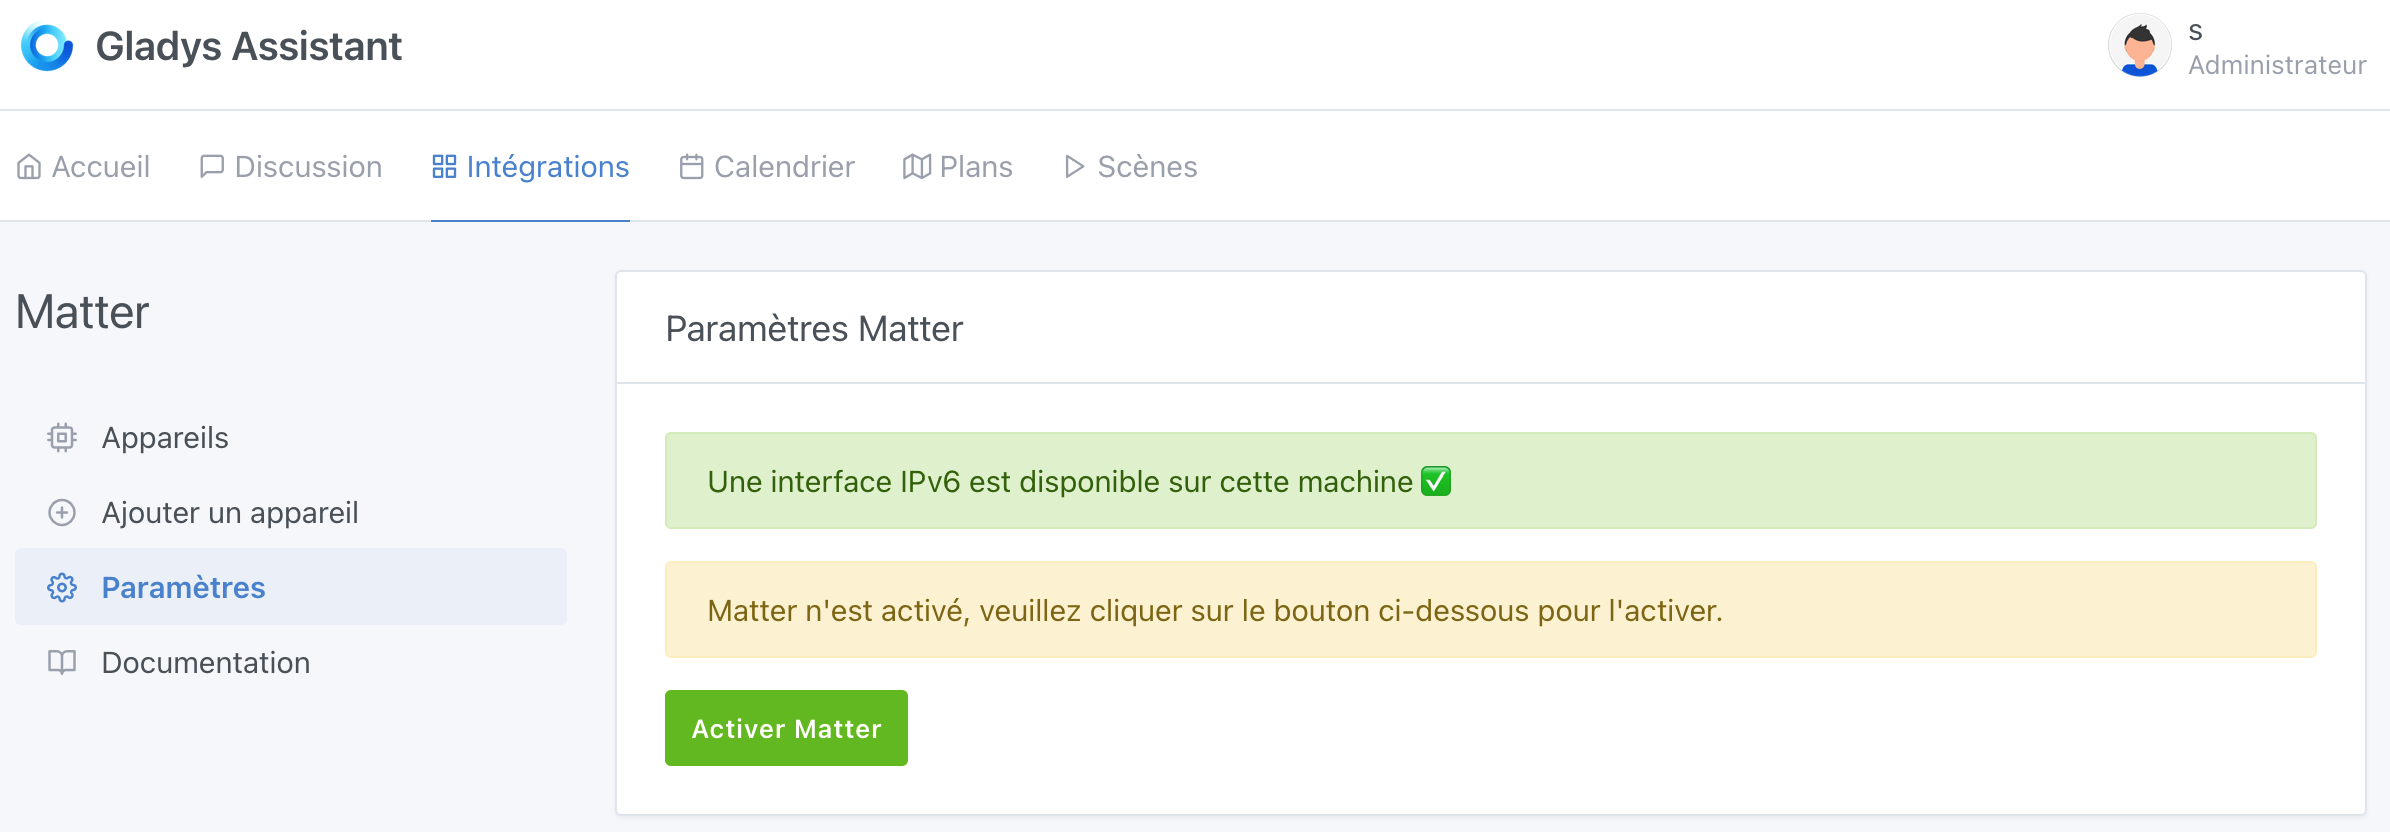 Gladys Assistant
s
Administrateur
Accueil
Discussion
Intégrations
Calendrier
Plans
Scènes
Matter
Appareils
Ajouter un appareil
Paramètres
Documentation
Paramètres Matter
Une interface IPv6 est disponible sur cette machine ✅
Matter n'est activé, veuillez cliquer sur le bouton ci-dessous pour l'activer.
Activer Matter